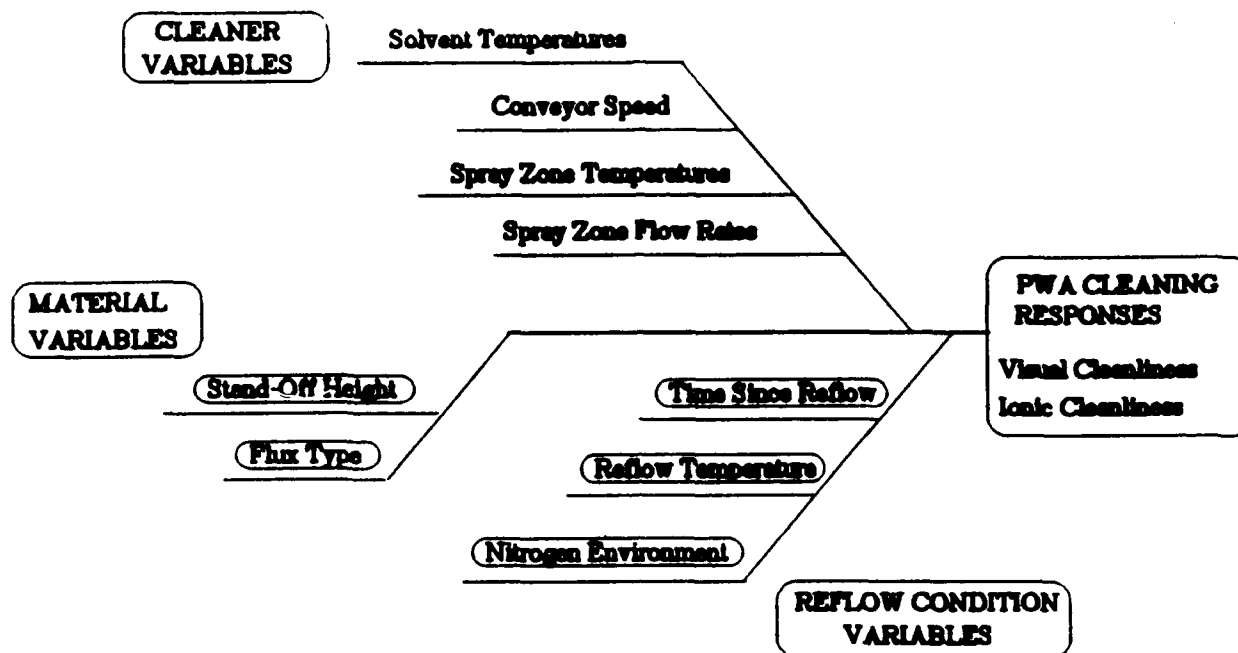 CLEANER
VARIABLES
Solvent Temperatures
Conveyor Speed
Spray Zone Temperatures
Spray Zone Flow Rates
MATERIAL
VARIABLES
Stand-Off Height
Flux Type
PWA CLEANING
RESPONSES
Visual Cleanliness
Ionic Cleanliness
Time Since Reflow
Reflow Temperature
Nitrogen Environment
REFLOW CONDITION
VARIABLES